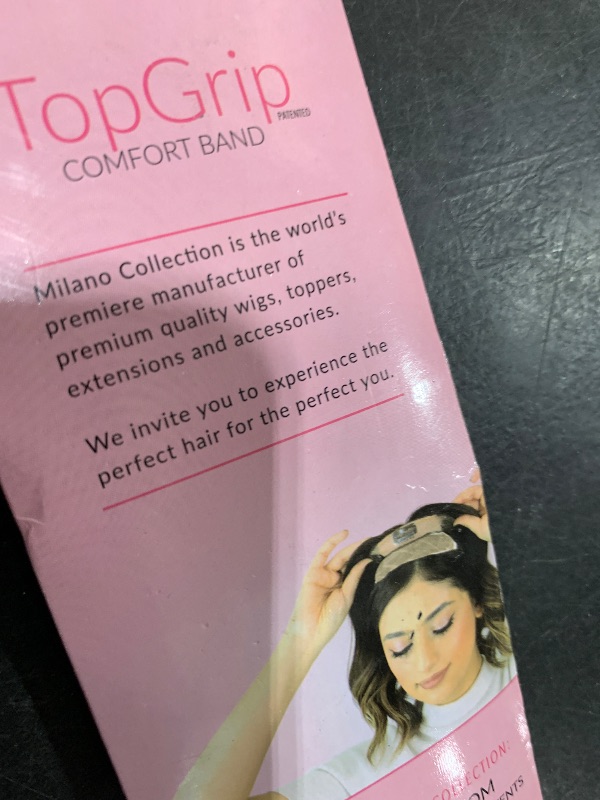 TopGrip
PATENTED
COMFORT BAND
Milano Collection is the world's
premiere manufacturer of
premium quality wigs, toppers,
extensions and accessories.
We invite you to experience the
perfect hair for the perfect you.
COLLECTION: